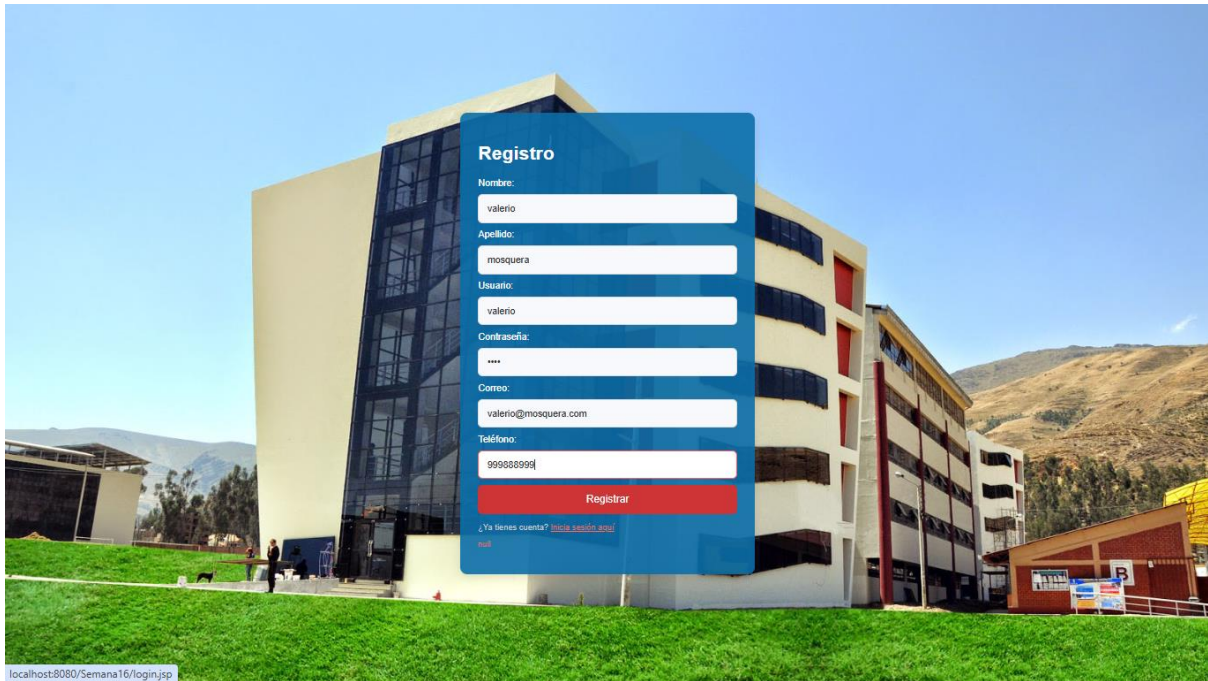 Registro
Nombre:
valerio
Apellido:
mosquera
Usuario:
valerio
Contraseña:
••••
Correo:
valerio@mosquera.com
Teléfono:
999888999
Registrar
¿Ya tienes cuenta? Inicia sesión aquí
null
B
localhost:8080/Semana16/login.jsp